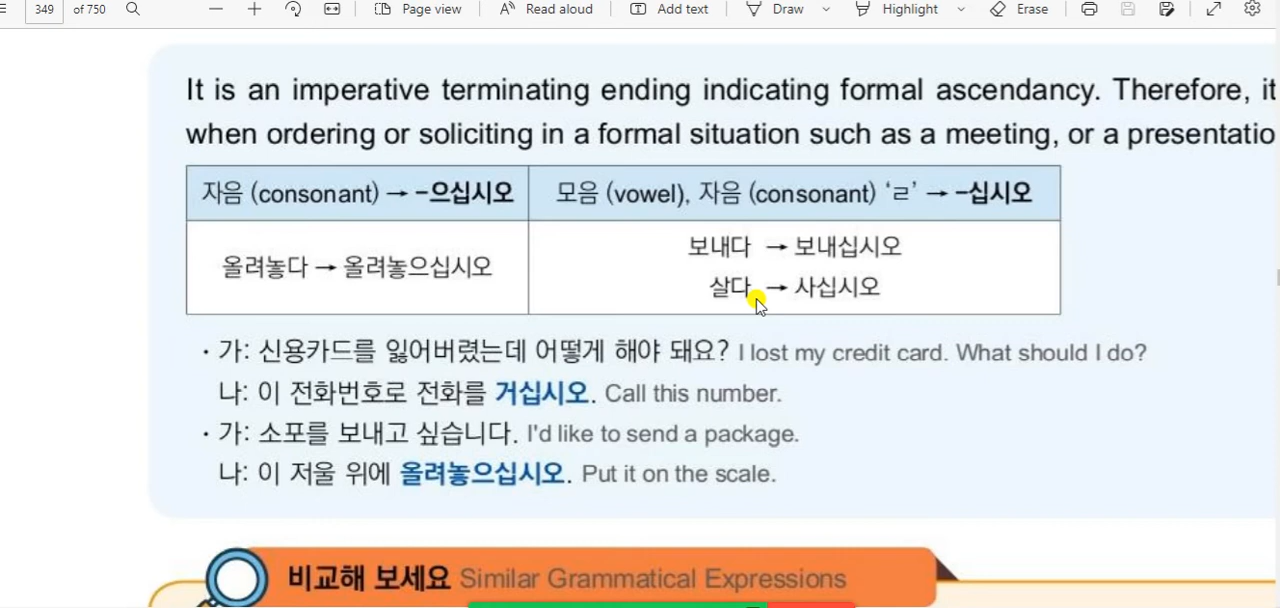 349 of 750 Page view Read aloud Add text Draw Highlight Erase
It is an imperative terminating ending indicating formal ascendancy. Therefore, it
when ordering or soliciting in a formal situation such as a meeting, or a presentatio
자음 (consonant) → -으십시오 모음 (vowel), 자음 (consonant) ‘ㄹ’ → -십시오
올려놓다 → 올려놓으십시오
보내다 → 보내십시오
살다 → 사십시오
· 가: 신용카드를 잃어버렸는데 어떻게 해야 돼요? I lost my credit card. What should I do?
나: 이 전화번호로 전화를 거십시오. Call this number.
· 가: 소포를 보내고 싶습니다. I'd like to send a package.
나: 이 저울 위에 올려놓으십시오. Put it on the scale.
비교해 보세요 Similar Grammatical Expressions